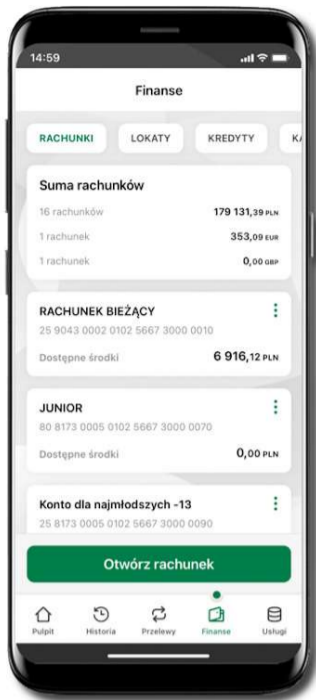 14:59
Finanse
RACHUNKI LOKATY KREDYTY KA
Suma rachunków
16 rachunków 179 131,39 PLN
1 rachunek 353,09 EUR
1 rachunek 0,00 GBP
RACHUNEK BIEŻĄCY
25 9043 0002 0102 5667 3000 0010
Dostępne środki 6 916,12 PLN
JUNIOR
80 8173 0005 0102 5667 3000 0070
Dostępne środki 0,00 PLN
Konto dla najmłodszych -13
25 8173 0005 0102 5667 3000 0090
Otwórz rachunek
Pulpit Historia Przelewy Finanse Usługi